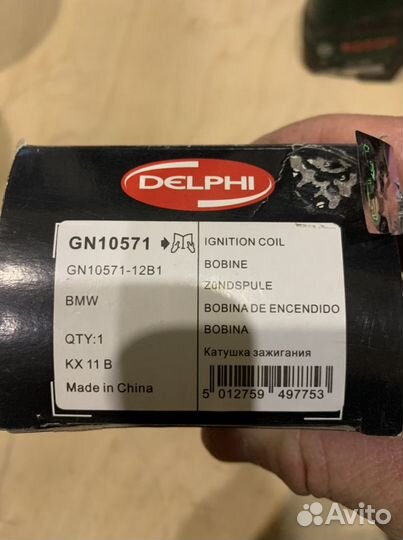 DELPHI
GN10571
GN10571-12B1
BMW
QTY:1
KX 11 B
Made in China
IGNITION COIL
BOBINE
ZÜNDSPULE
BOBINA DE ENCENDIDO
BOBINA
Катушка зажигания
5 012759 497753
Avito